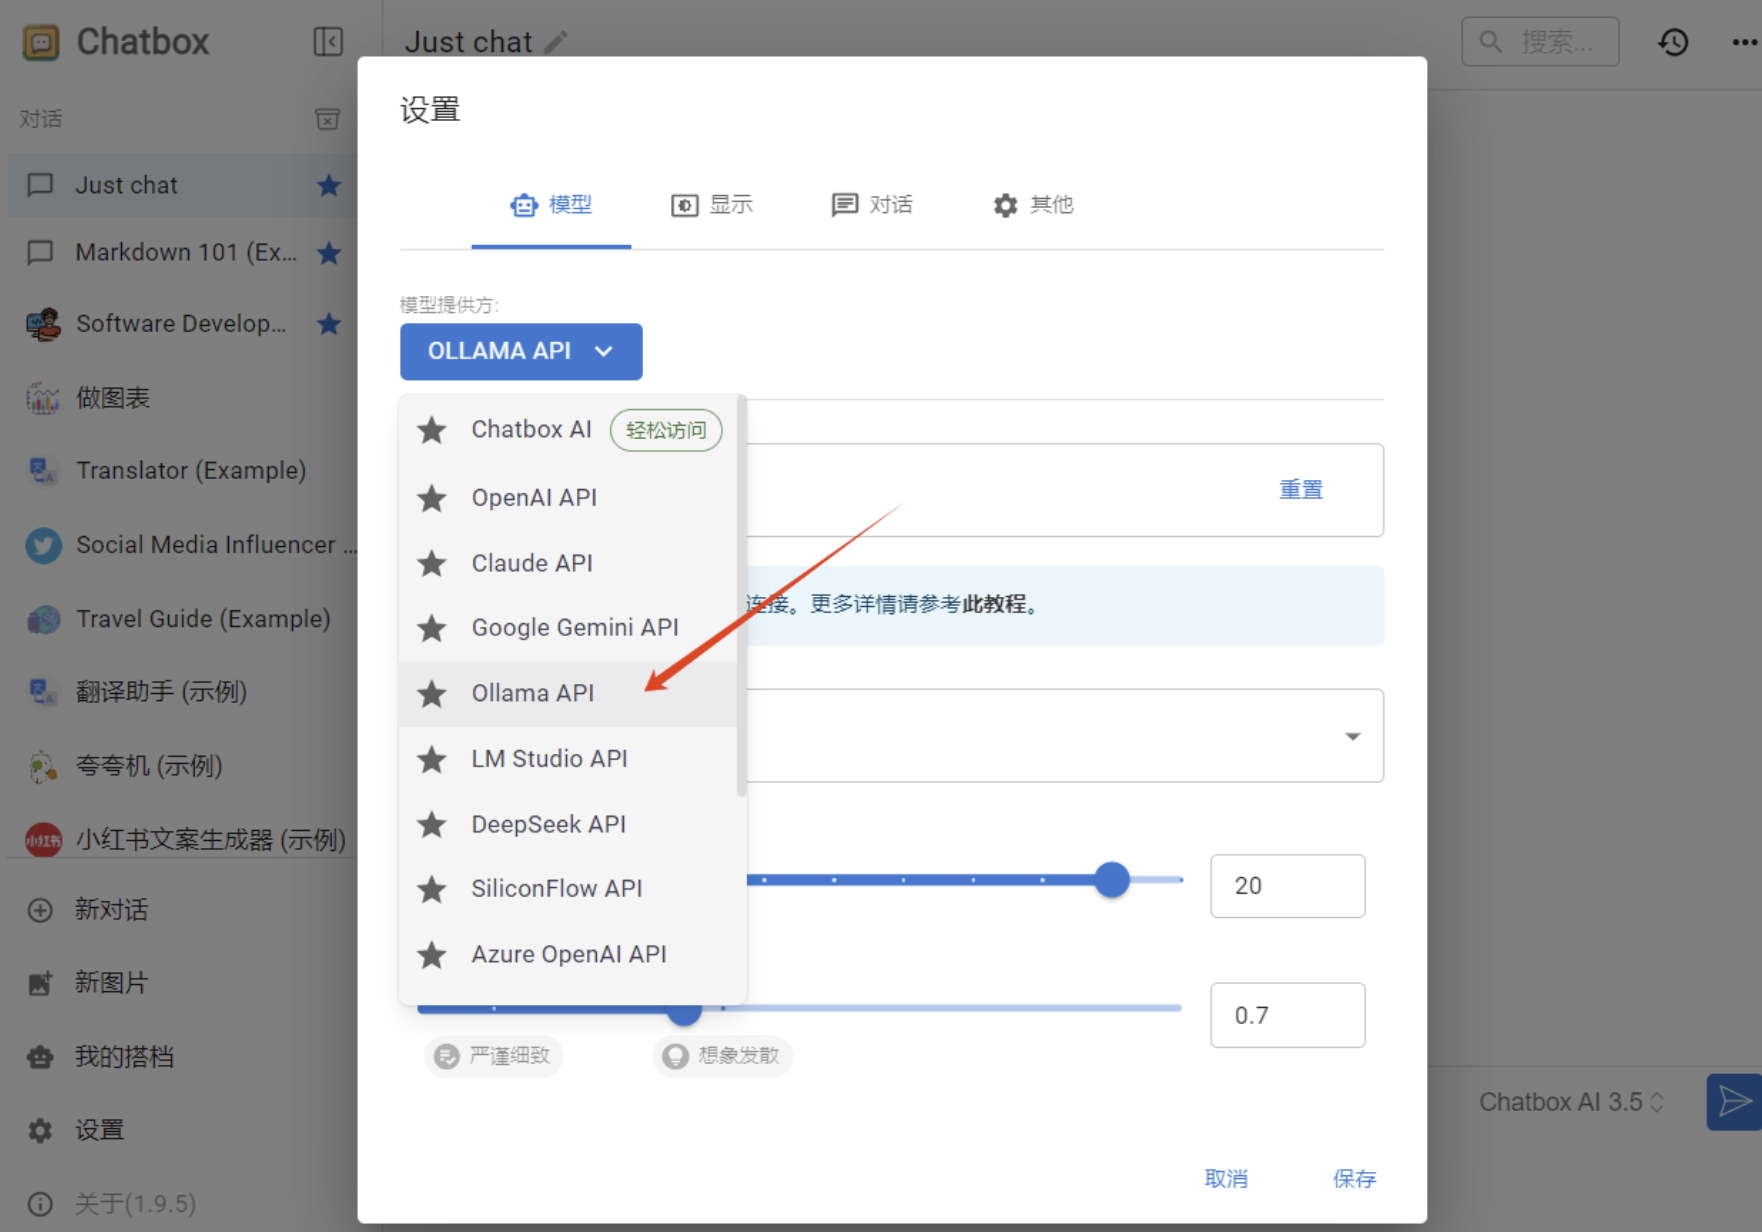 Chatbox
对话
Just chat
Markdown 101 (Ex...
Software Develop...
做图表
Translator (Example)
Social Media Influencer ...
Travel Guide (Example)
翻译助手 (示例)
夸夸机 (示例)
小红书
小红书文案生成器 (示例)
新对话
新图片
我的搭档
设置
关于(1.9.5)
Just chat
搜索...
设置
模型
显示
对话
其他
模型提供方:
OLLAMA API
Chatbox AI
轻松访问
OpenAI API
Claude API
Google Gemini API
Ollama API
LM Studio API
DeepSeek API
SiliconFlow API
Azure OpenAI API
重置
连接。更多详情请参考此教程。
20
0.7
严谨细致
想象发散
取消
保存
Chatbox AI 3.5